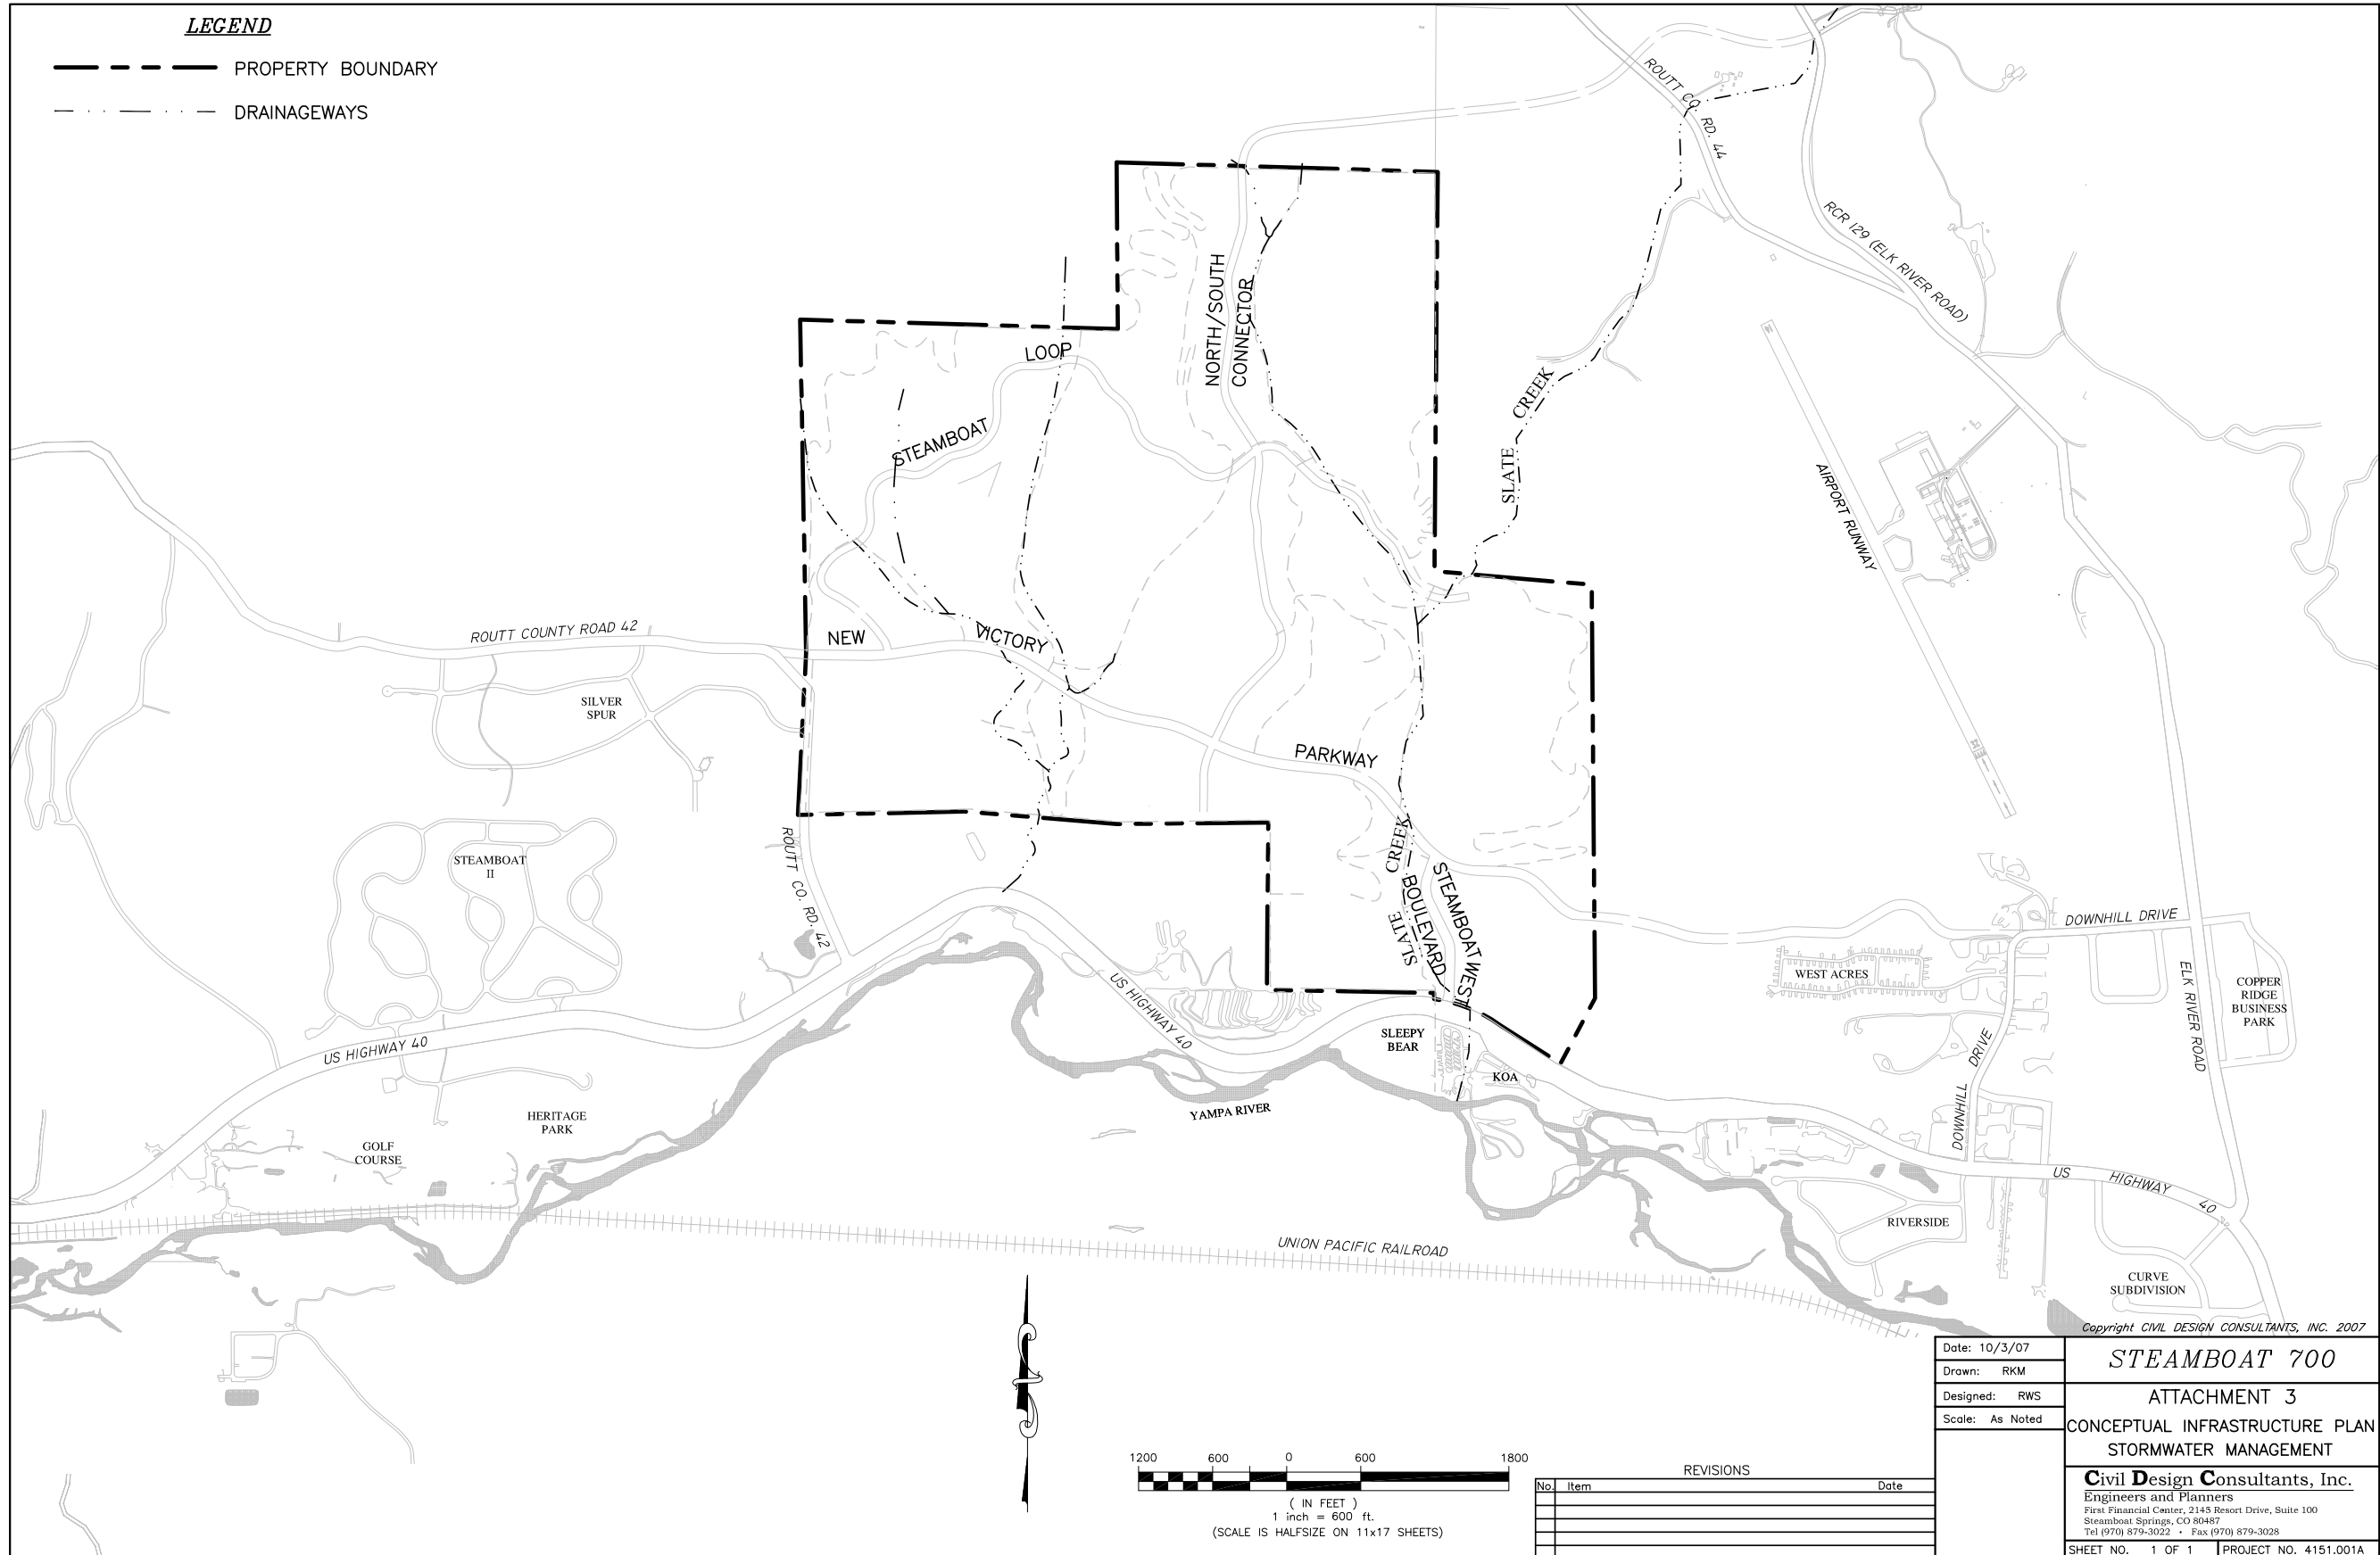 LEGEND
PROPERTY BOUNDARY
DRAINAGEWAYS
ROUTT CO. RD. 44
RCR 129 (ELK RIVER ROAD)
NORTH/SOUTH
CONNECTOR
LOOP
STEAMBOAT
SLATE CREEK
AIRPORT RUNWAY
ROUTT COUNTY ROAD 42
NEW VICTORY PARKWAY
SILVER
SPUR
STEAMBOAT
II
ROUTT CO. RD. 42
SLATE CREEK
STEAMBOAT WEST
BOULEVARD
DOWNHILL DRIVE
WEST ACRES
COPPER
RIDGE
BUSINESS
PARK
ELK RIVER ROAD
DOWNHILL DRIVE
US HIGHWAY 40
US HIGHWAY 40
SLEEPY
BEAR
KOA
YAMPA RIVER
HERITAGE
PARK
GOLF
COURSE
US HIGHWAY 40
RIVERSIDE
UNION PACIFIC RAILROAD
CURVE
SUBDIVISION
Copyright CIVIL DESIGN CONSULTANTS, INC. 2007
1200 600 0 600 1800
( IN FEET )
1 inch = 600 ft.
(SCALE IS HALFSIZE ON 11x17 SHEETS)
REVISIONS
No. Item Date
Date: 10/3/07
Drawn: RKM
Designed: RWS
Scale: As Noted
STEAMBOAT 700
ATTACHMENT 3
CONCEPTUAL INFRASTRUCTURE PLAN
STORMWATER MANAGEMENT
Civil Design Consultants, Inc.
Engineers and Planners
First Financial Center, 2145 Resort Drive, Suite 100
Steamboat Springs, CO 80487
Tel (970) 879-3022 • Fax (970) 879-3028
SHEET NO. 1 OF 1 PROJECT NO. 4151.001A